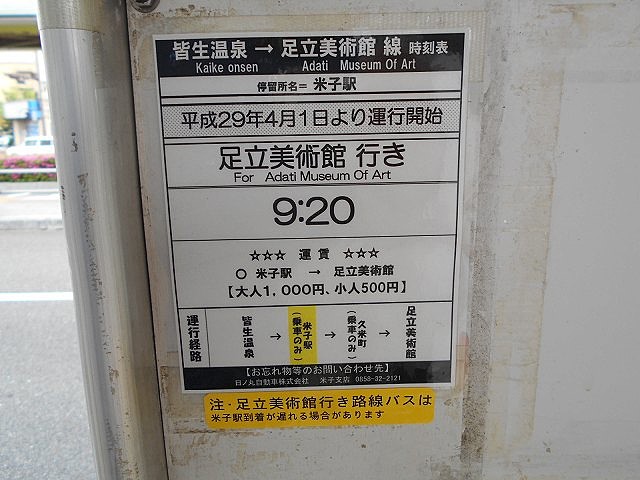 皆生温泉 → 足立美術館 線 時刻表
Kaike onsen Adati Museum Of Art
停留所名= 米子駅
平成29年4月1日より運行開始
足立美術館 行き
For Adati Museum Of Art
9:20
☆☆☆ 運 賃 ☆☆☆
○ 米子駅 → 足立美術館
【大人1,000円、小人500円】
運行経路
皆生温泉 → 米子駅(乗車のみ) → 久米町(乗車のみ) → 足立美術館
【お忘れ物等のお問い合わせ先】
日ノ丸自動車株式会社 米子支店 0858-32-2121
注・足立美術館行き路線バスは
米子駅到着が遅れる場合があります